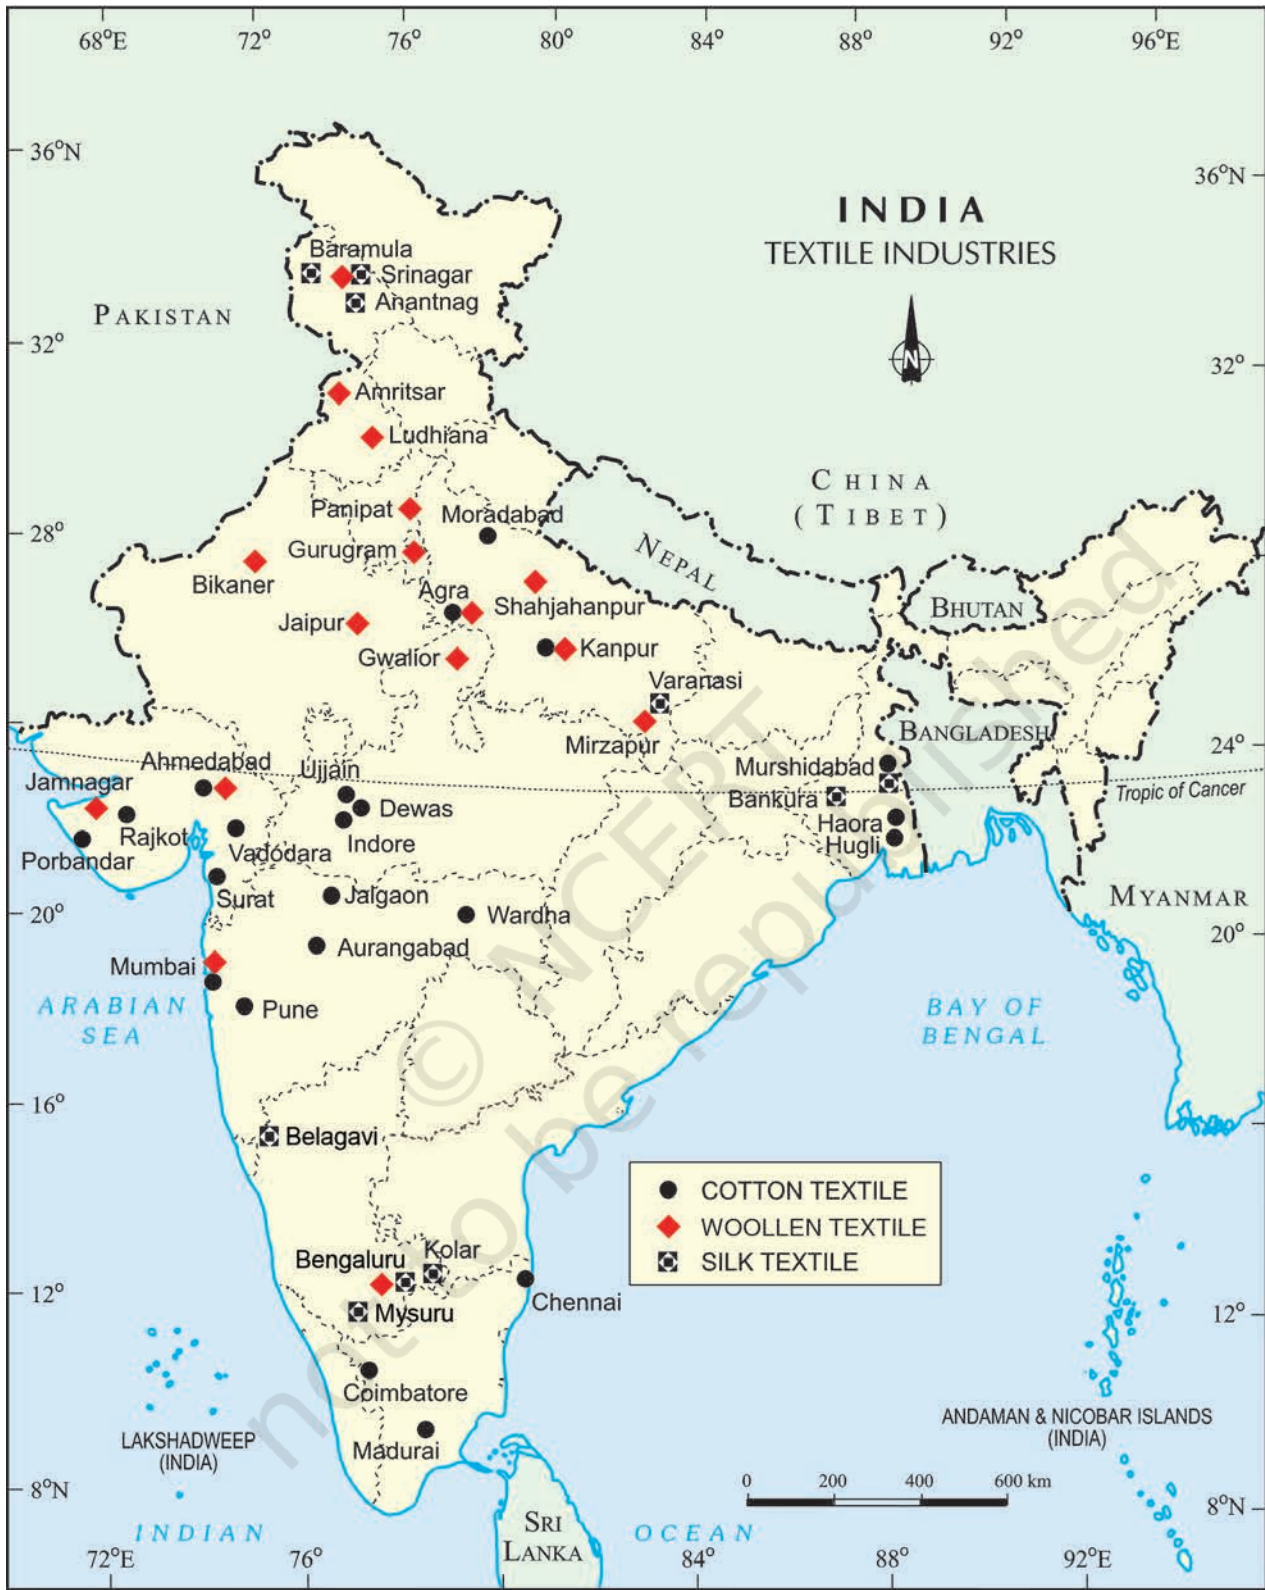 68°E 72° 76° 80° 84° 88° 92° 96°E
36°N
36°N
INDIA
TEXTILE INDUSTRIES
Baramula
Srinagar
Anantnag
PAKISTAN
N
32°
32°
Amritsar
Ludhiana
CHINA
(TIBET)
Panipat
Moradabad
28°
Gurugram
NEPAL
Bikaner
Agra
Shahjahanpur
BHUTAN
Jaipur
Kanpur
Gwalior
Varanasi
Mirzapur
BANGLADESH
24°
Ahmedabad
Ujjain
Murshidabad
Jamnagar
Dewas
Bankura
Tropic of Cancer
Rajkot
Haora
Porbandar
Vadodara
Indore
Hugli
Surat
Jalgaon
MYANMAR
20°
Wardha
20°
Aurangabad
Mumbai
Pune
ARABIAN
SEA
BAY OF
BENGAL
© NCERT
not to be republished
16°
Belagavi
COTTON TEXTILE
WOOLLEN TEXTILE
SILK TEXTILE
Bengaluru
Kolar
12°
Chennai
12°
Mysuru
Coimbatore
LAKSHADWEEP
(INDIA)
Madurai
ANDAMAN & NICOBAR ISLANDS
(INDIA)
0 200 400 600 km
8°N
8°N
INDIAN OCEAN
SRI
LANKA
72°E 76° 84° 88° 92°E